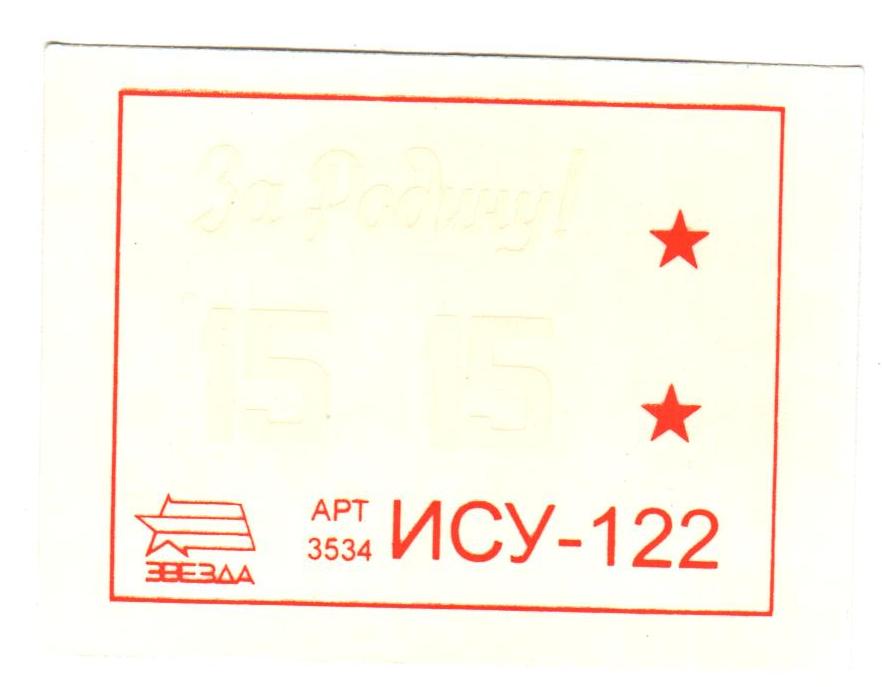 За Родину!
15 15
ЗВЕЗДА
АРТ
3534
ИСУ-122